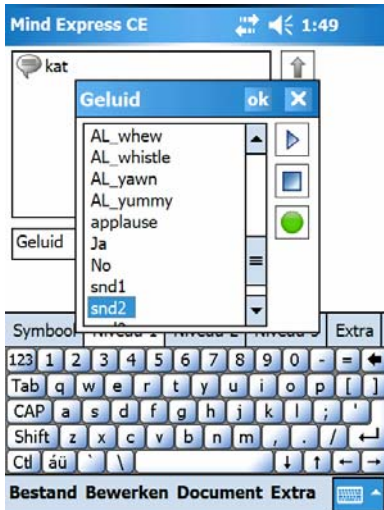 Mind Express CE 1:49
kat
Geluid ok
AL_whew
AL_whistle
AL_yawn
AL_yummy
applause
Ja
No
snd1
snd2
Geluid
Symbool Niveau 1 Niveau 2 Niveau 3 Extra
123 1 2 3 4 5 6 7 8 9 0 - =
Tab q w e r t y u i o p [ ]
CAP a s d f g h j k l ; '
Shift z x c v b n m , . /
Ctl áü ` \
Bestand Bewerken Document Extra